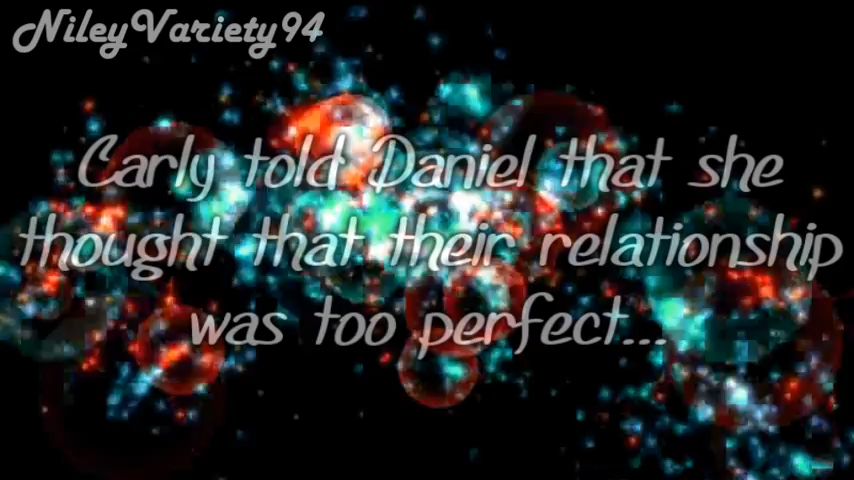 NileyVariety94
Carly told Daniel that she
thought that their relationship
was too perfect...